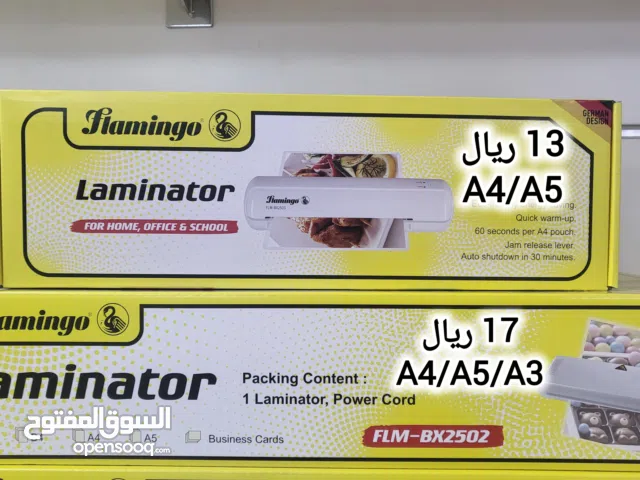 Flamingo
GERMAN
DESIGN
13 ريال
A4/A5
Laminator
FOR HOME, OFFICE & SCHOOL
Flamingo
Quick warm-up.
60 seconds per A4 pouch.
Jam release lever.
Auto shutdown in 30 minutes.
amingo
17 ريال
A4/A5/A3
aminator
Packing Content :
1 Laminator, Power Cord
A4
A5
Business Cards
FLM-BX2502
السوق المفتوح
opensooq.com